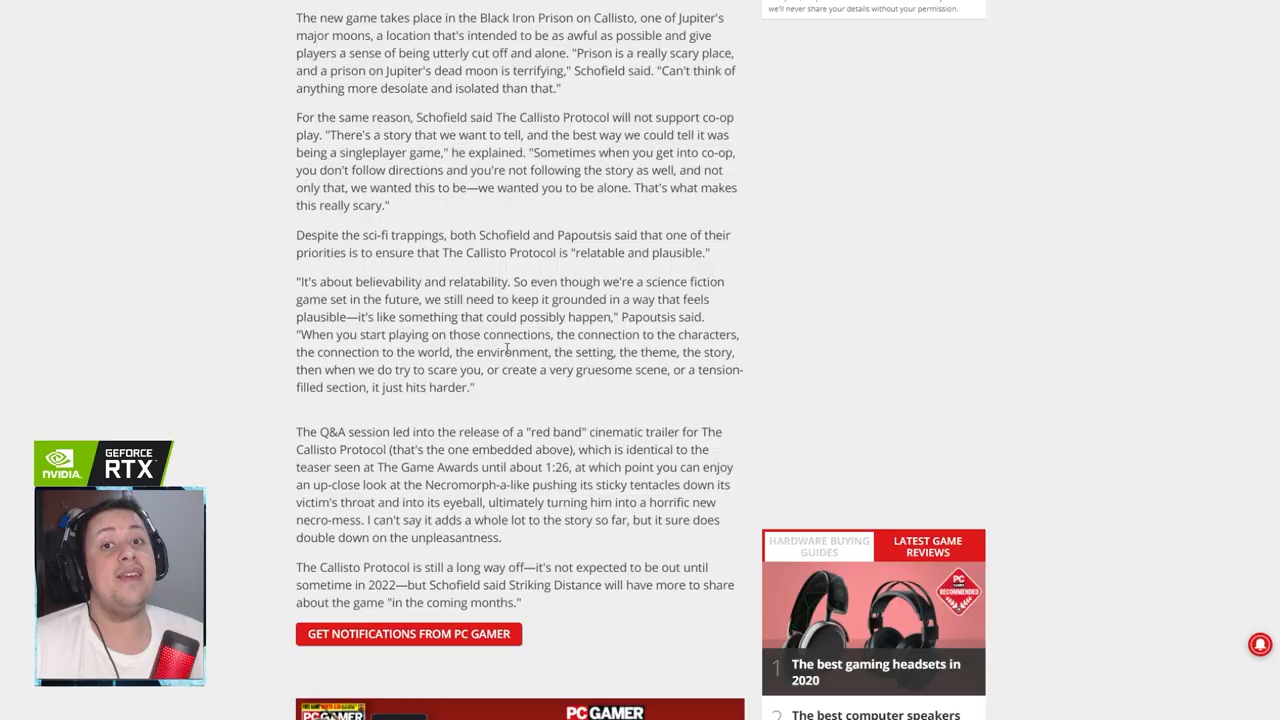 we'll never share your details without your permission.
The new game takes place in the Black Iron Prison on Callisto, one of Jupiter's
major moons, a location that's intended to be as awful as possible and give
players a sense of being utterly cut off and alone. "Prison is a really scary place,
and a prison on Jupiter's dead moon is terrifying," Schofield said. "Can't think of
anything more desolate and isolated than that."
For the same reason, Schofield said The Callisto Protocol will not support co-op
play. "There's a story that we want to tell, and the best way we could tell it was
being a singleplayer game," he explained. "Sometimes when you get into co-op,
you don't follow directions and you're not following the story as well, and not
only that, we wanted this to be—we wanted you to be alone. That's what makes
this really scary."
Despite the sci-fi trappings, both Schofield and Papoutsis said that one of their
priorities is to ensure that The Callisto Protocol is "relatable and plausible."
"It's about believability and relatability. So even though we're a science fiction
game set in the future, we still need to keep it grounded in a way that feels
plausible—it's like something that could possibly happen," Papoutsis said.
"When you start playing on those connections, the connection to the characters,
the connection to the world, the environment, the setting, the theme, the story,
then when we do try to scare you, or create a very gruesome scene, or a tension-
filled section, it just hits harder."
The Q&A session led into the release of a "red band" cinematic trailer for The
Callisto Protocol (that's the one embedded above), which is identical to the
teaser seen at The Game Awards until about 1:26, at which point you can enjoy
an up-close look at the Necromorph-a-like pushing its sticky tentacles down its
victim's throat and into its eyeball, ultimately turning him into a horrific new
necro-mess. I can't say it adds a whole lot to the story so far, but it sure does
double down on the unpleasantness.
The Callisto Protocol is still a long way off—it's not expected to be out until
sometime in 2022—but Schofield said Striking Distance will have more to share
about the game "in the coming months."
GET NOTIFICATIONS FROM PC GAMER
PC GAMER
PC GAMER
NVIDIA.
GEFORCE
RTX
HARDWARE BUYING
GUIDES
LATEST GAME
REVIEWS
PC
GAMER
RECOMMENDED
1 The best gaming headsets in
2020
2 The best computer speakers